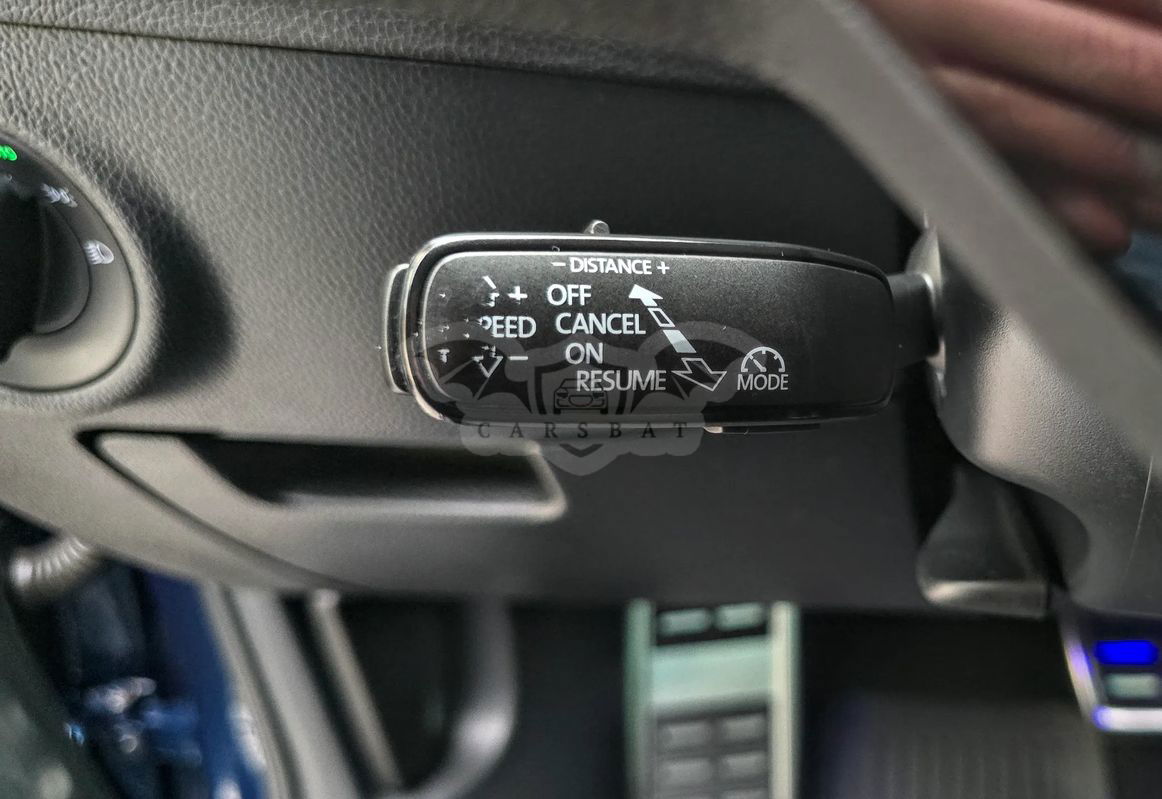 − DISTANCE +
+ OFF
PEED CANCEL
− ON
RESUME
MODE
CARSBAT